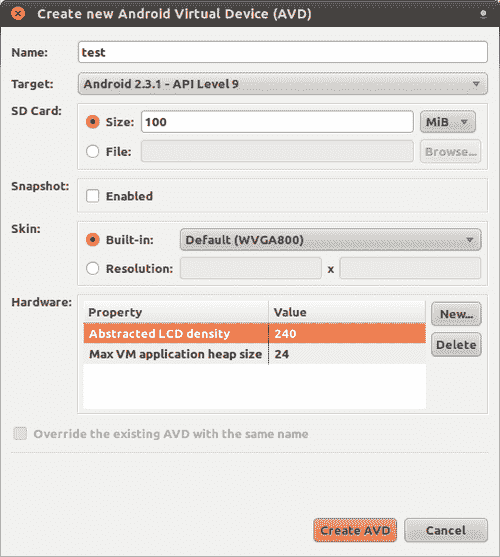 Create new Android Virtual Device (AVD)
Name: test
Target: Android 2.3.1 - API Level 9
SD Card:
Size: 100 MiB
File: Browse...
Snapshot:
Enabled
Skin:
Built-in: Default (WVGA800)
Resolution: x
Hardware:
Property Value New...
Abstracted LCD density 240
Delete
Max VM application heap size 24
Override the existing AVD with the same name
Create AVD Cancel